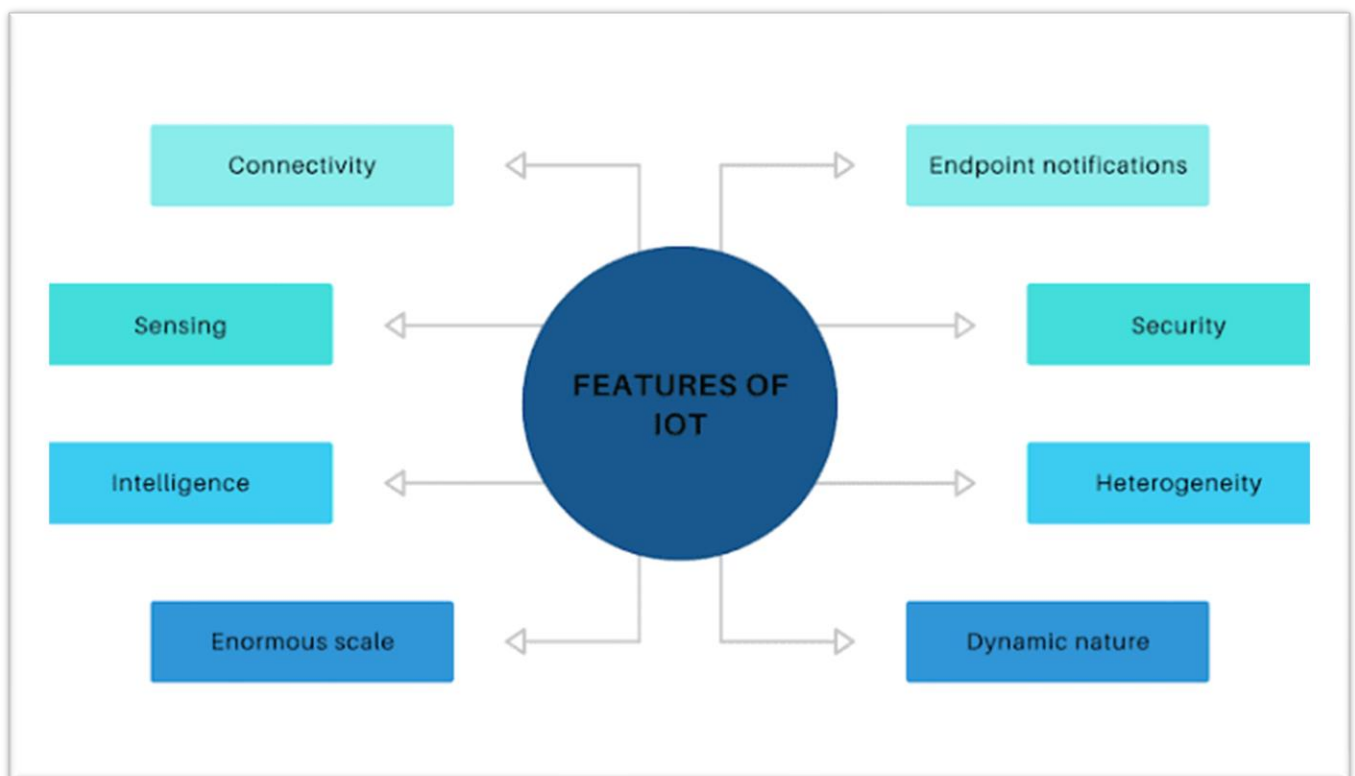 Connectivity
Endpoint notifications
Sensing
Security
FEATURES OF
IOT
Intelligence
Heterogeneity
Enormous scale
Dynamic nature